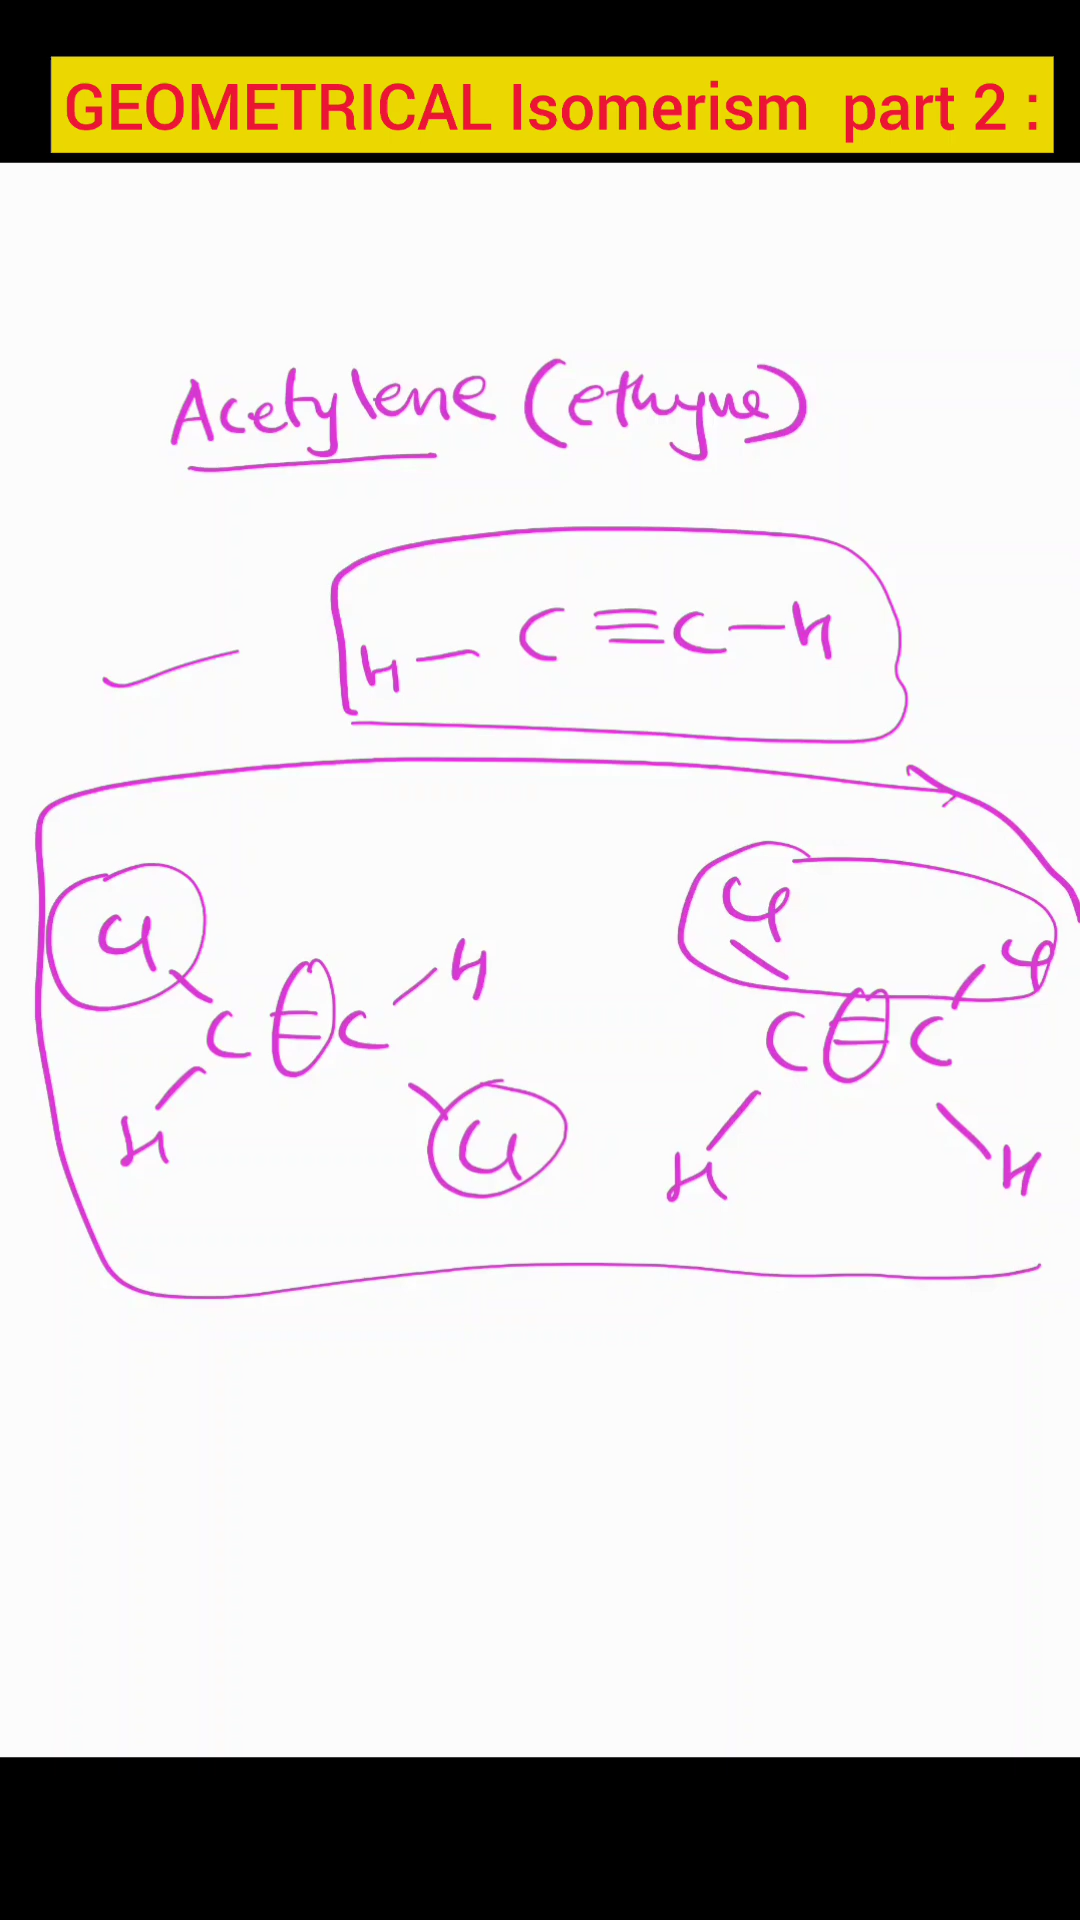 GEOMETRICAL Isomerism part 2 :
Acetylene (ethyne)
H - C ≡ C - H
Cl H Cl Cl
C = C C = C
H Cl H H